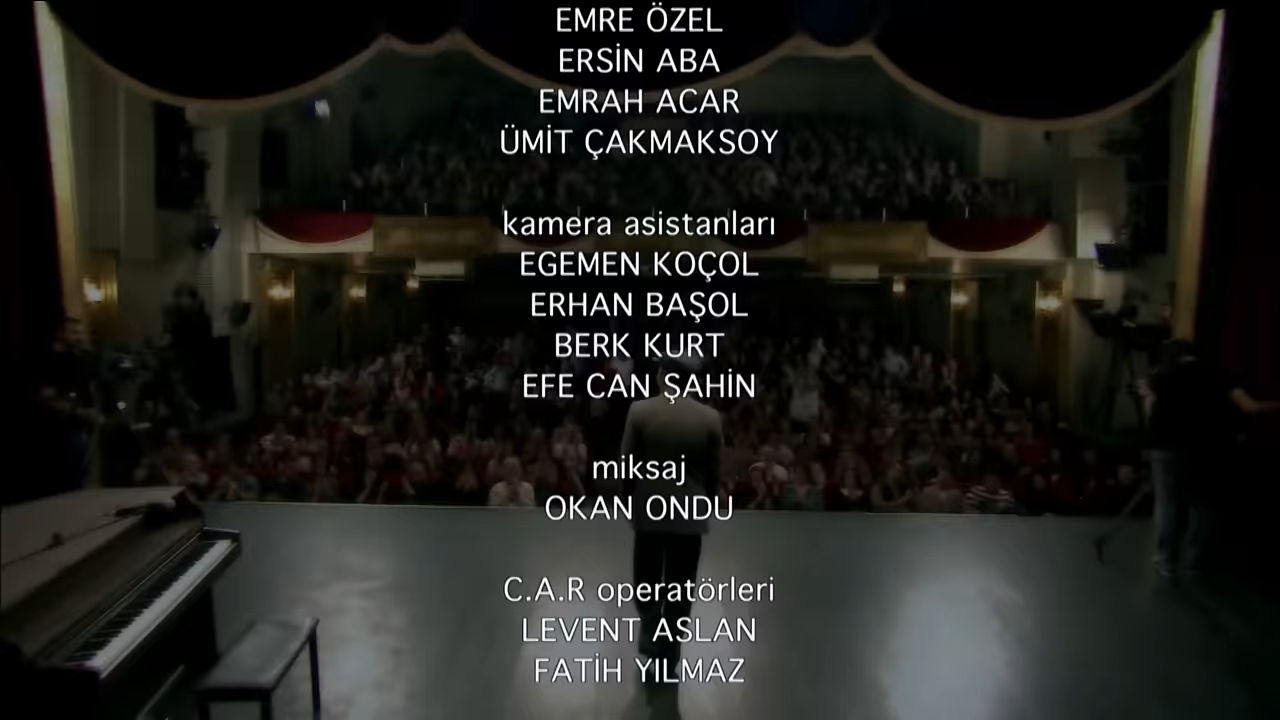 EMRE ÖZEL
ERSİN ABA
EMRAH ACAR
ÜMİT ÇAKMAKSOY
kamera asistanları
EGEMEN KOÇOL
ERHAN BAŞOL
BERK KURT
EFE CAN ŞAHİN
miksaj
OKAN ONDU
C.A.R operatörleri
LEVENT ASLAN
FATİH YILMAZ